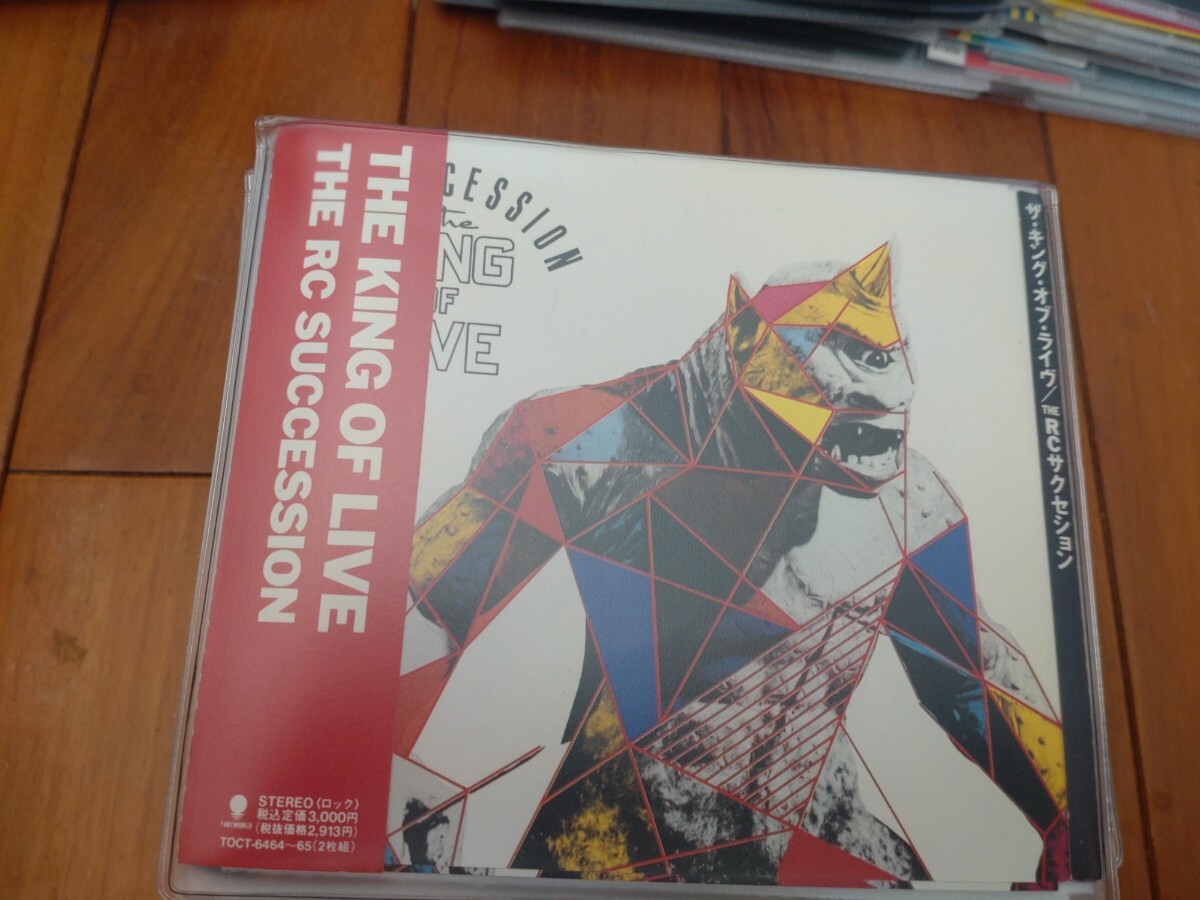 THE KING OF LIVE
THE RC SUCCESSION
CESSION
the
NG
OF
VE
ザ・キング・オブ・ライヴ/THE RCサクセション
STEREO〈ロック〉
税込定価3,000円
(税抜価格2,913円)
TOCT-6464〜65(2枚組)
EASTWORLD